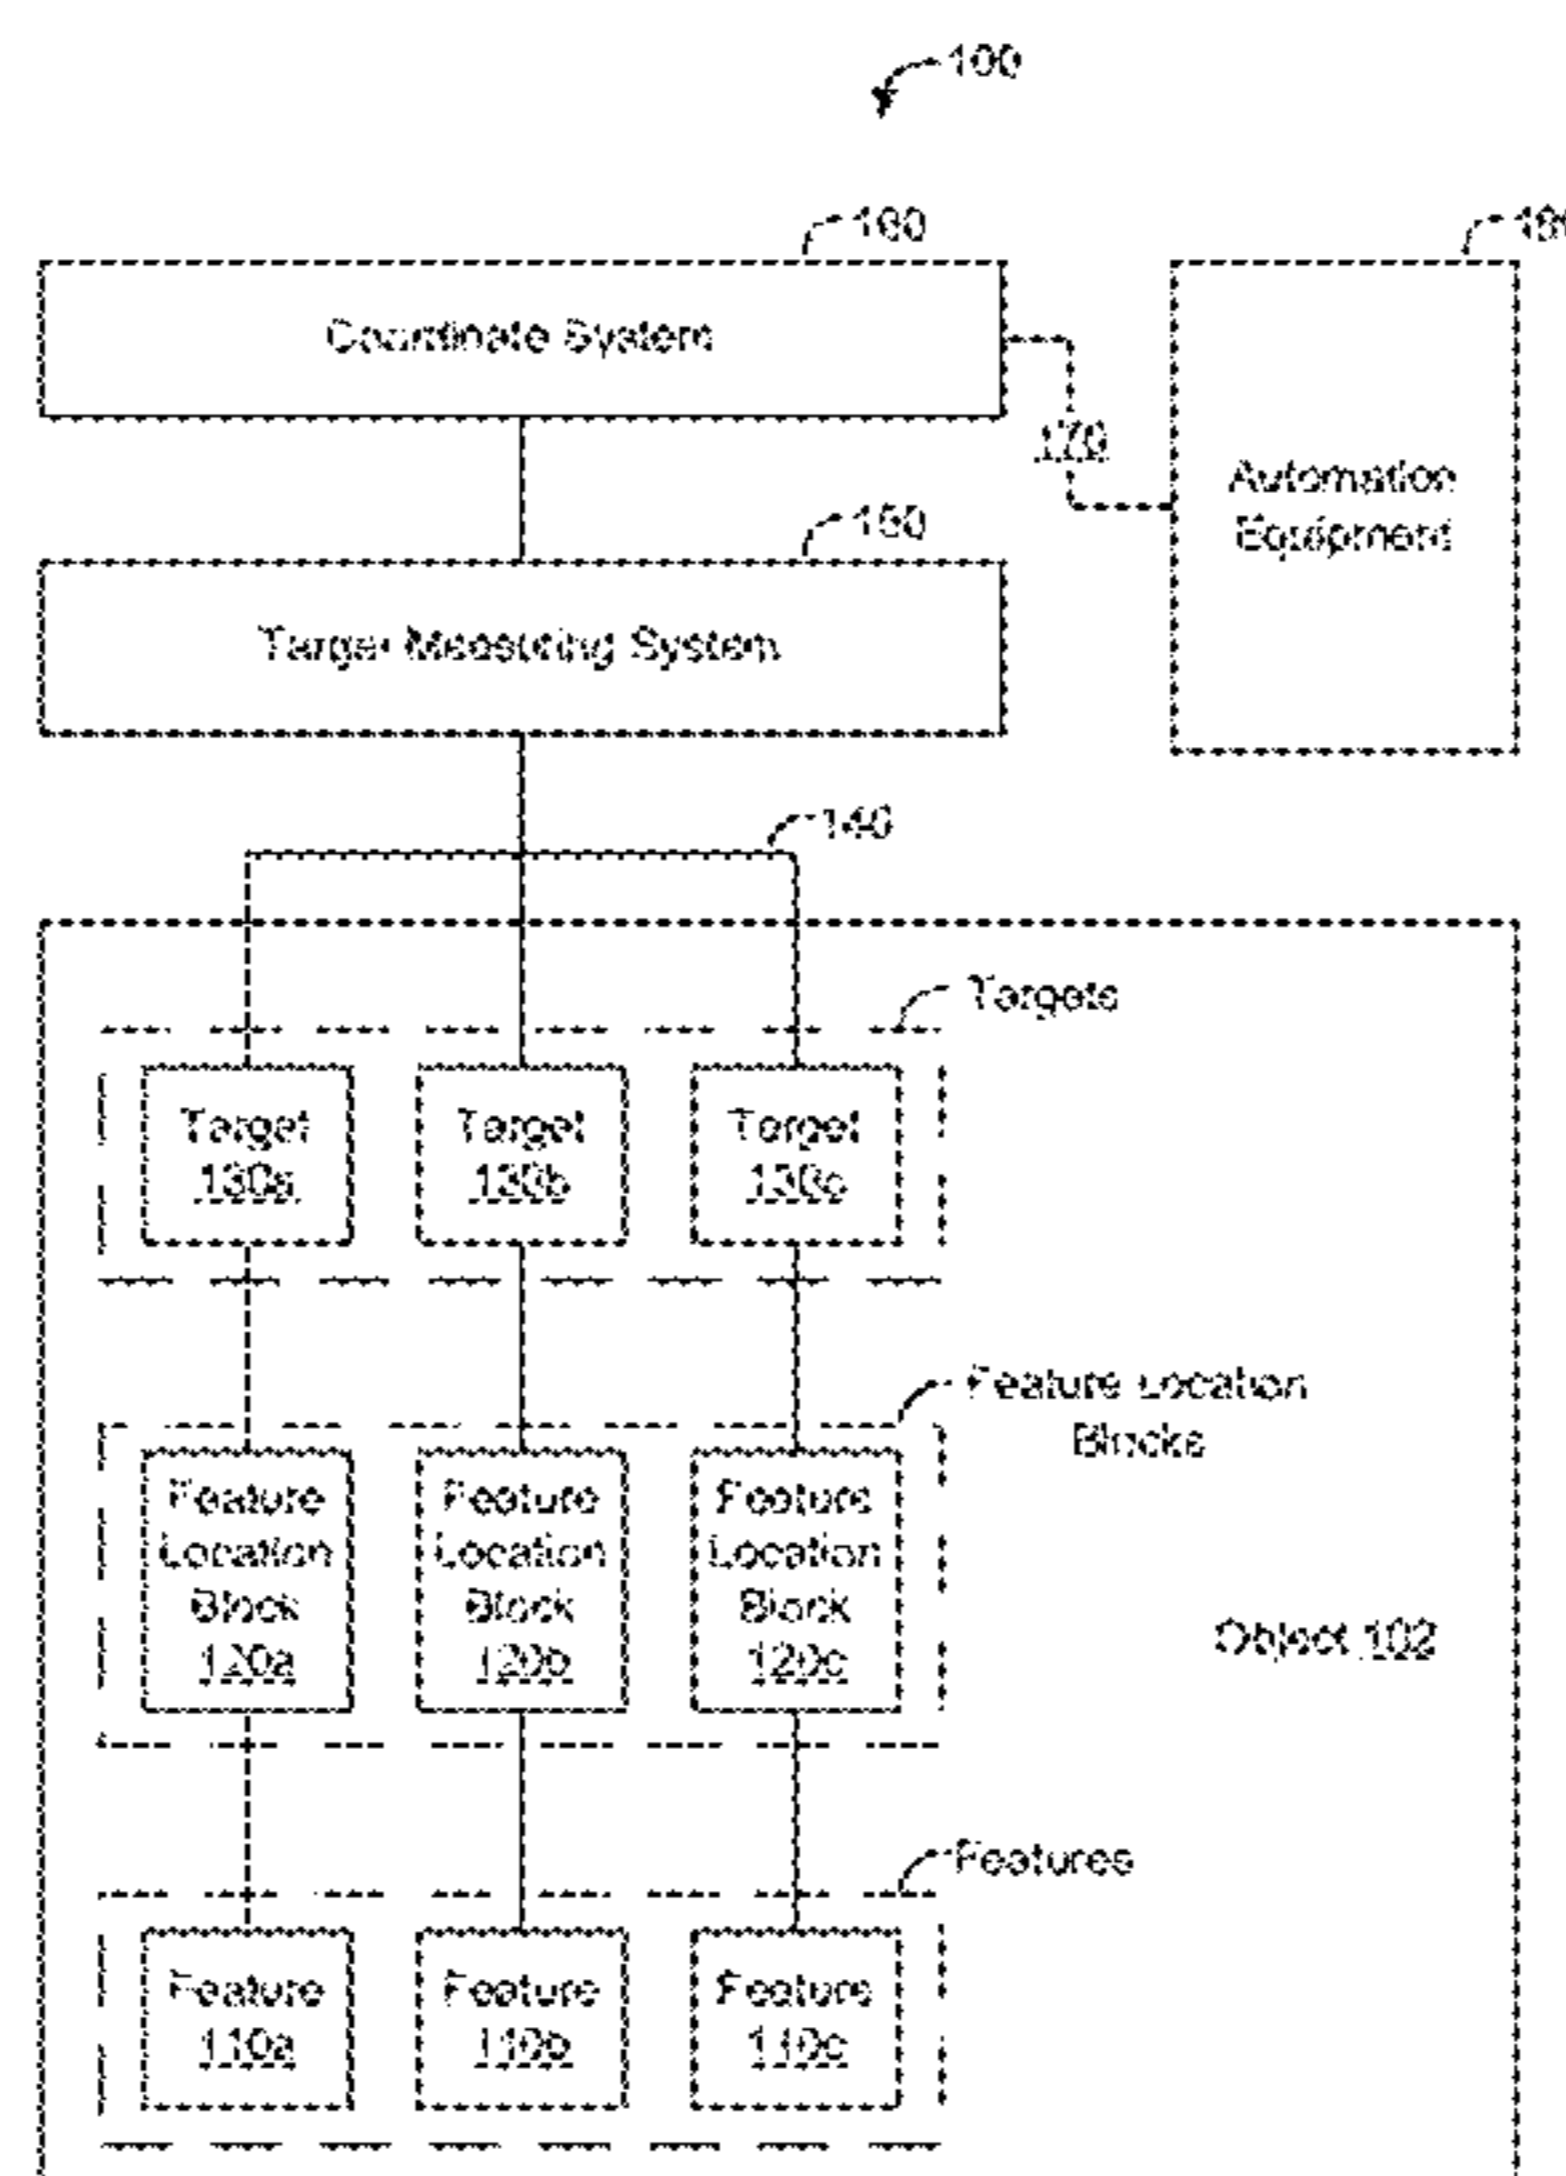 100
160
Coordinate System
170
Automation
Equipment
150
Target Measuring System
140
Targets
Target
130a
Target
130b
Target
130c
Feature Location
Blocks
Feature
Location
Block
120a
Feature
Location
Block
120b
Feature
Location
Block
120c
Object 102
Features
Feature
110a
Feature
110b
Feature
110c